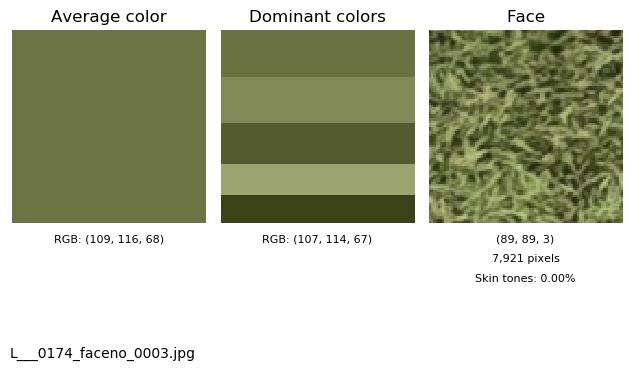 Average color
Dominant colors
Face
RGB: (109, 116, 68)
RGB: (107, 114, 67)
(89, 89, 3)
7,921 pixels
Skin tones: 0.00%
L___0174_faceno_0003.jpg